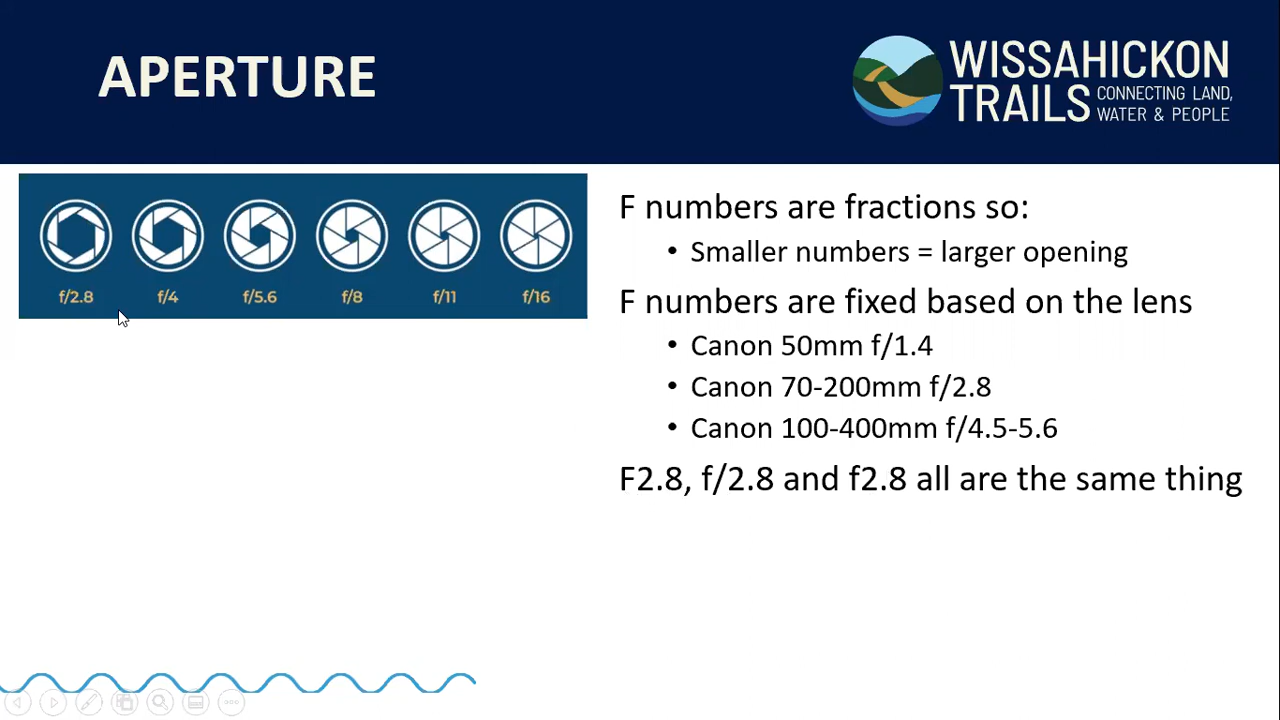 APERTURE
WISSAHICKON
TRAILS CONNECTING LAND,
WATER & PEOPLE
f/2.8 f/4 f/5.6 f/8 f/11 f/16
F numbers are fractions so:
• Smaller numbers = larger opening
F numbers are fixed based on the lens
• Canon 50mm f/1.4
• Canon 70-200mm f/2.8
• Canon 100-400mm f/4.5-5.6
F2.8, f/2.8 and f2.8 all are the same thing